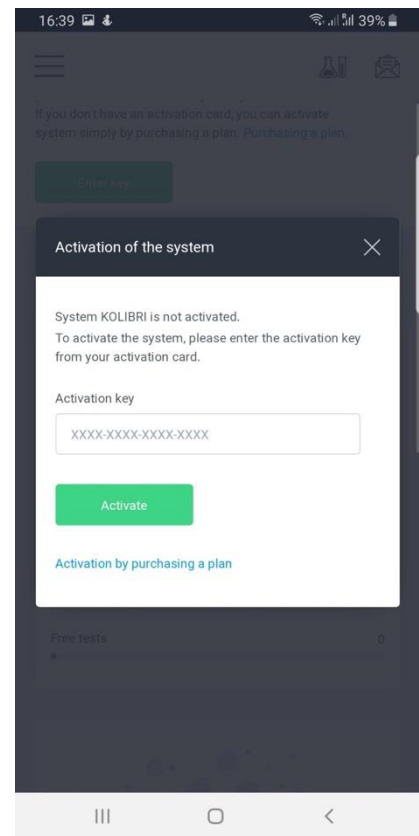 16:39 39%
If you don't have an activation card, you can activate
system simply by purchasing a plan. Purchasing a plan.
Enter key
Activation of the system
System KOLIBRI is not activated.
To activate the system, please enter the activation key
from your activation card.
Activation key
XXXX-XXXX-XXXX-XXXX
Activate
Activation by purchasing a plan
Free tests 0